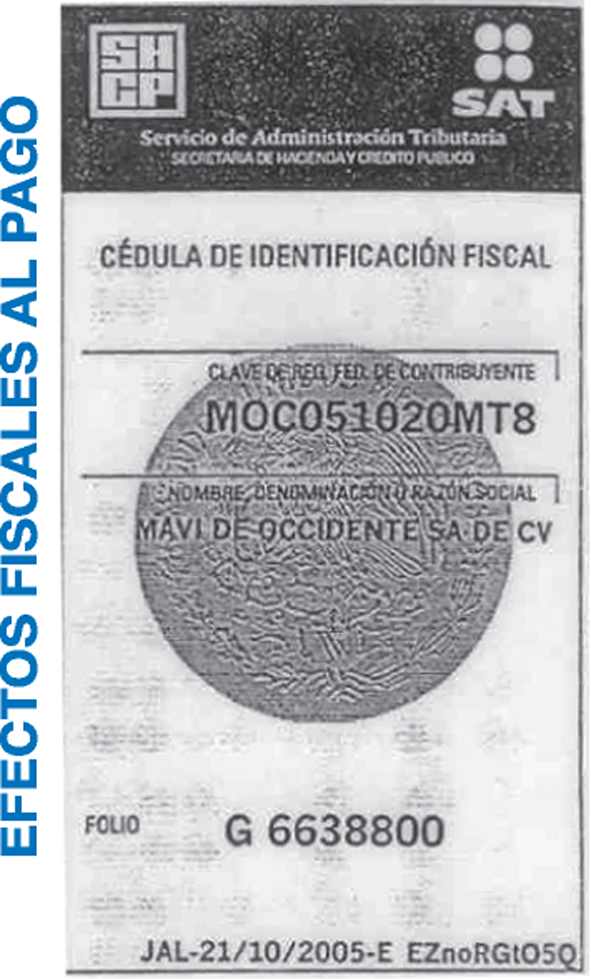 EFECTOS FISCALES AL PAGO
SHCP
SAT
Servicio de Administración Tributaria
SECRETARIA DE HACIENDA Y CREDITO PUBLICO
CÉDULA DE IDENTIFICACIÓN FISCAL
CLAVE DE REG. FED. DE CONTRIBUYENTE
MOC051020MT8
NOMBRE, DENOMINACIÓN O RAZÓN SOCIAL
MAVI DE OCCIDENTE SA DE CV
FOLIO
G 6638800
JAL-21/10/2005-E EZnoRGtO5Q